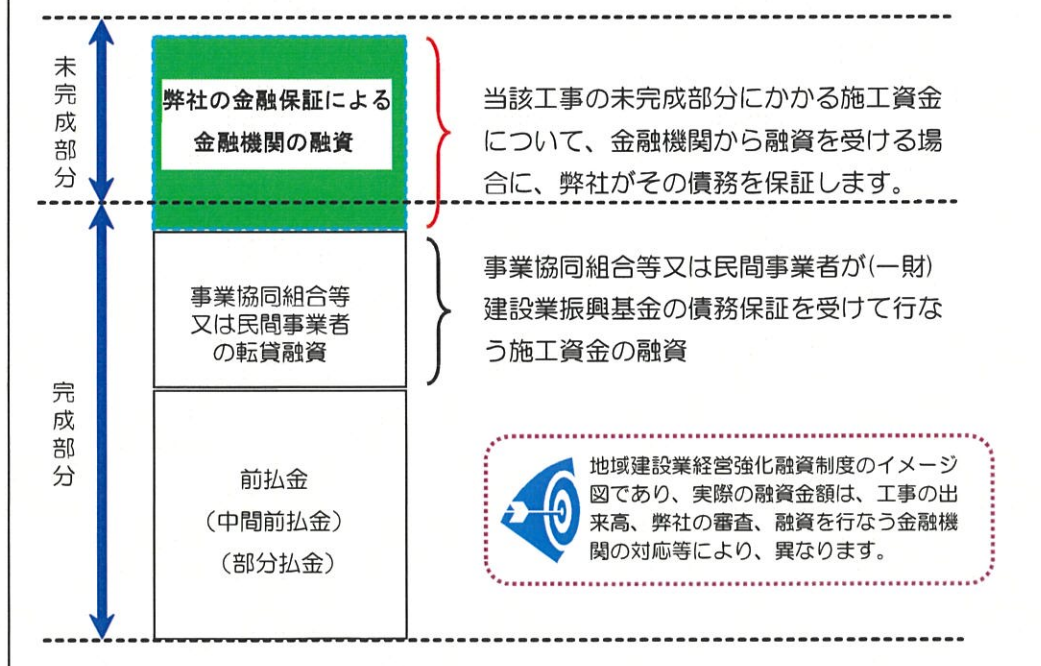 未完成部分
弊社の金融保証による
金融機関の融資
当該工事の未完成部分にかかる施工資金
について、金融機関から融資を受ける場
合に、弊社がその債務を保証します。
完成部分
事業協同組合等
又は民間事業者
の転貸融資
事業協同組合等又は民間事業者が(一財)
建設業振興基金の債務保証を受けて行な
う施工資金の融資
前払金
（中間前払金）
（部分払金）
地域建設業経営強化融資制度のイメージ
図であり、実際の融資金額は、工事の出
来高、弊社の審査、融資を行なう金融機
関の対応等により、異なります。